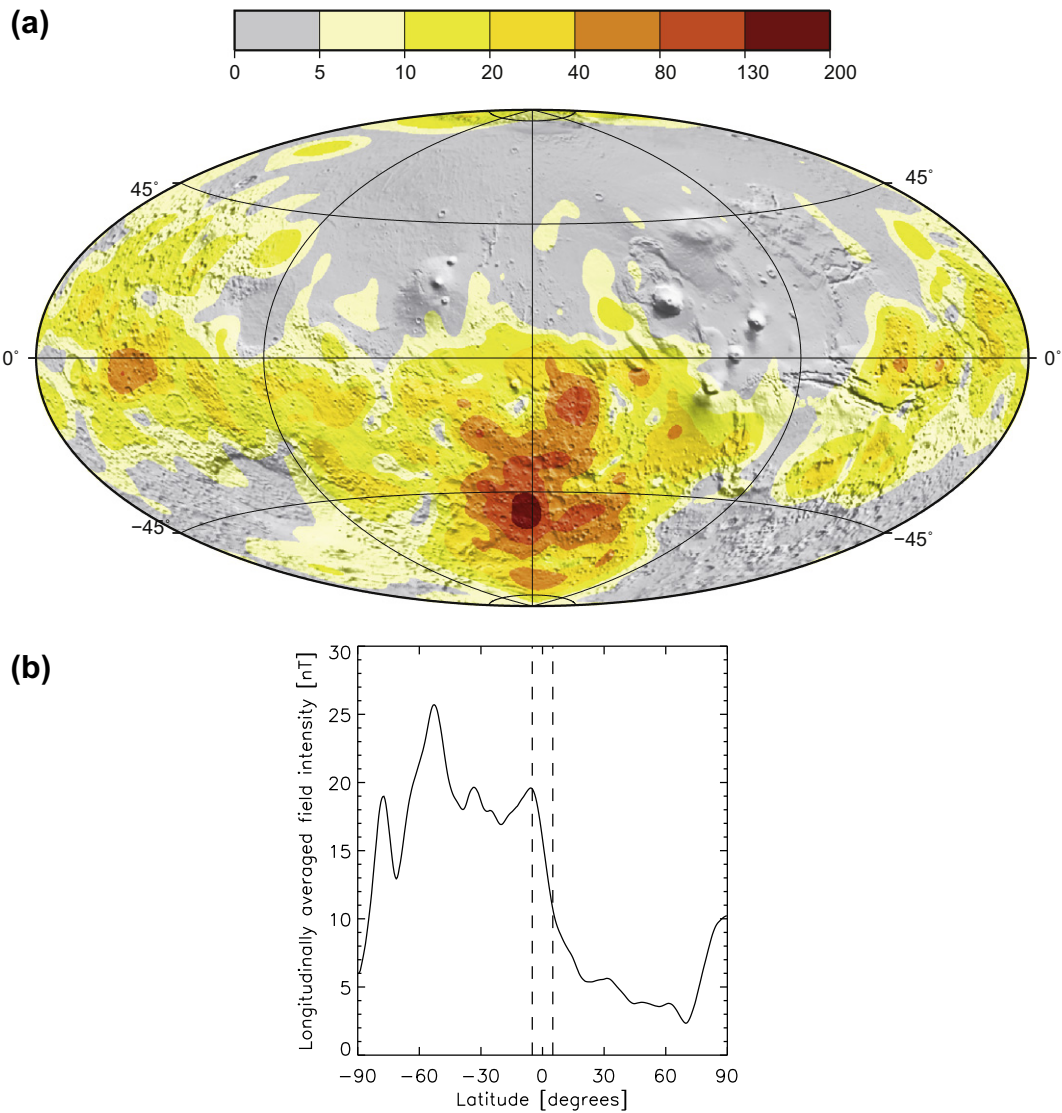 (a)
0 5 10 20 40 80 130 200
45° 45°
0° 0°
−45° −45°
(b)
Longitudinally averaged field intensity [nT]
30
25
20
15
10
5
0
−90 −60 −30 0 30 60 90
Latitude [degrees]